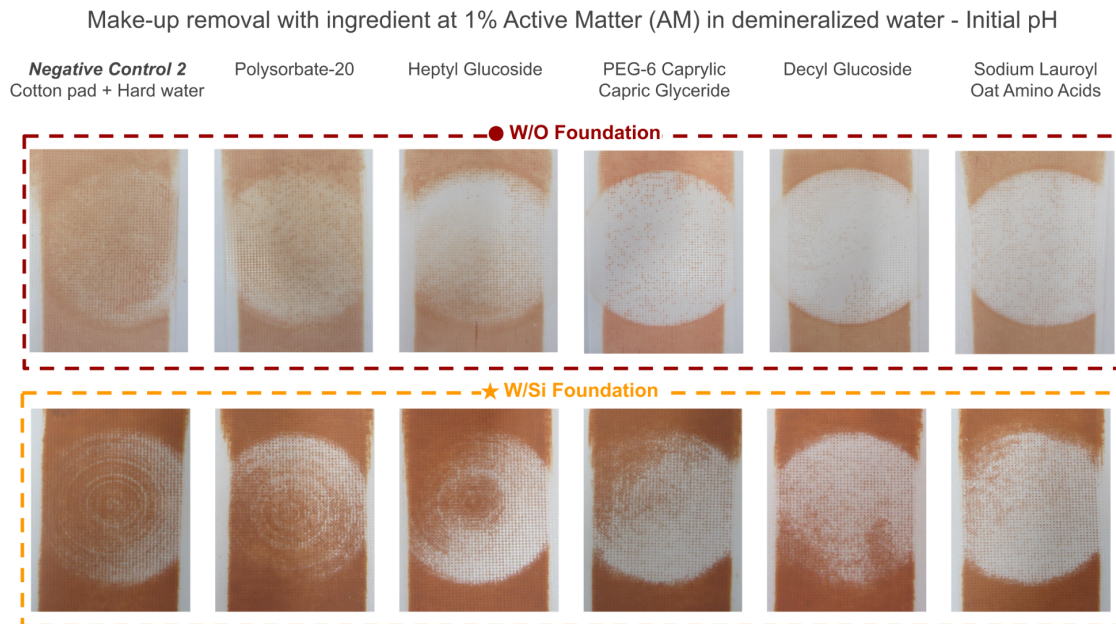 Make-up removal with ingredient at 1% Active Matter (AM) in demineralized water - Initial pH
Negative Control 2
Cotton pad + Hard water
Polysorbate-20
Heptyl Glucoside
PEG-6 Caprylic
Capric Glyceride
Decyl Glucoside
Sodium Lauroyl
Oat Amino Acids
W/O Foundation
W/Si Foundation